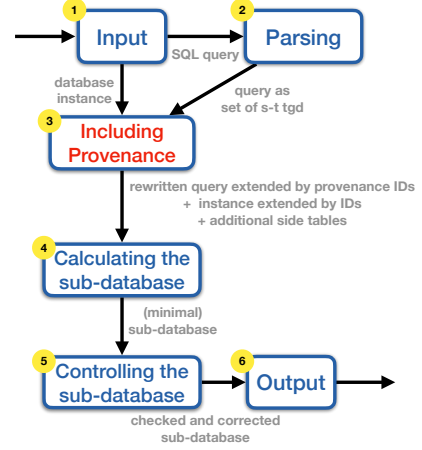 1
Input
2
Parsing
SQL query
database
instance
query as
set of s-t tgd
3
Including
Provenance
rewritten query extended by provenance IDs
+ instance extended by IDs
+ additional side tables
4
Calculating the
sub-database
(minimal)
sub-database
5
Controlling the
sub-database
6
Output
checked and corrected
sub-database